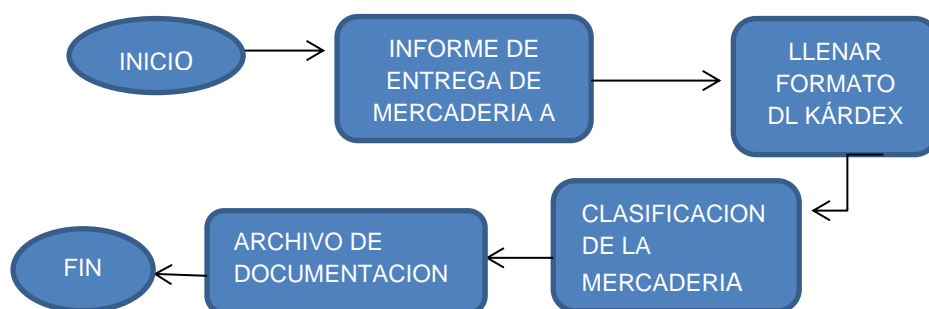 INICIO
INFORME DE
ENTREGA DE
MERCADERIA A
LLENAR
FORMATO
DL KÁRDEX
CLASIFICACION
DE LA
MERCADERIA
ARCHIVO DE
DOCUMENTACION
FIN